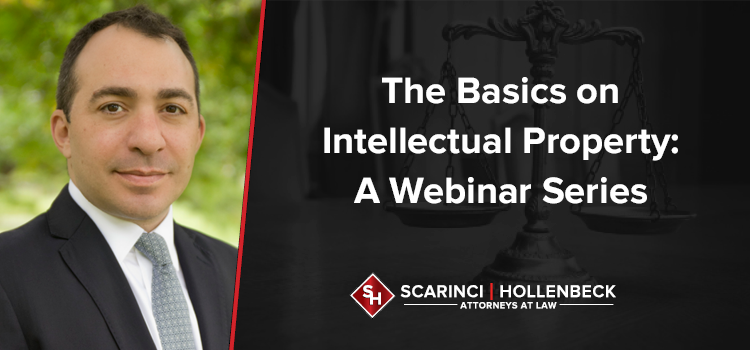 The Basics on
Intellectual Property:
A Webinar Series
SH
SCARINCI | HOLLENBECK
ATTORNEYS AT LAW